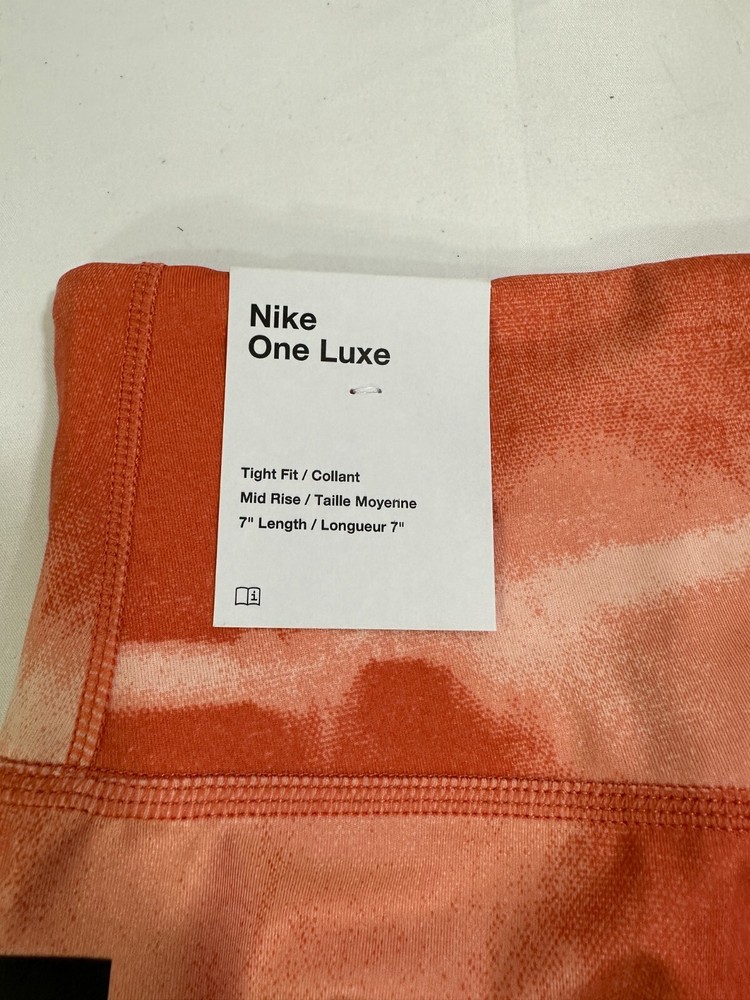 Nike
One Luxe
Tight Fit / Collant
Mid Rise / Taille Moyenne
7" Length / Longueur 7"
i